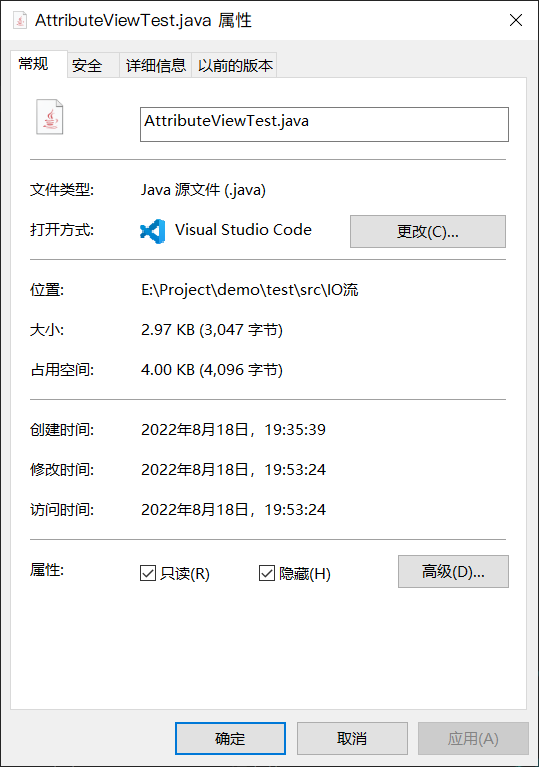 AttributeViewTest.java 属性
常规 安全 详细信息 以前的版本
AttributeViewTest.java
文件类型: Java 源文件 (.java)
打开方式: Visual Studio Code 更改(C)...
位置: E:\Project\demo\test\src\IO流
大小: 2.97 KB (3,047 字节)
占用空间: 4.00 KB (4,096 字节)
创建时间: 2022年8月18日，19:35:39
修改时间: 2022年8月18日，19:53:24
访问时间: 2022年8月18日，19:53:24
属性: 只读(R) 隐藏(H) 高级(D)...
确定 取消 应用(A)